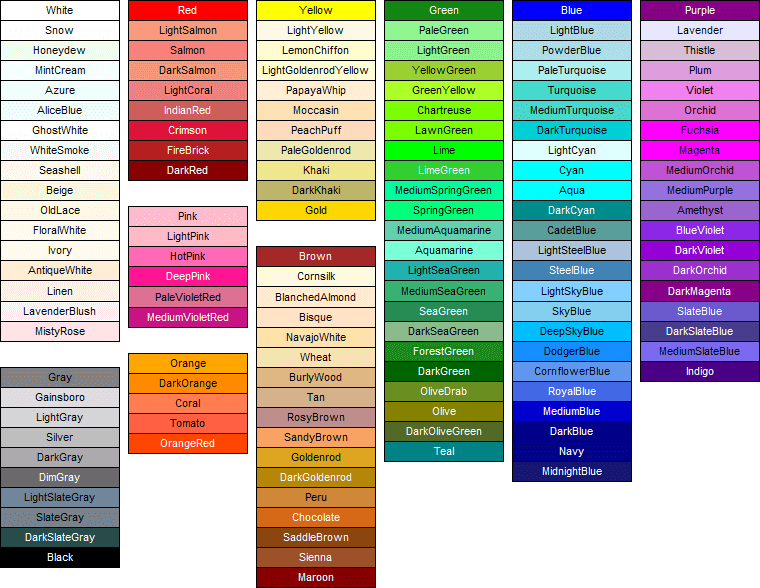 White
Snow
Honeydew
MintCream
Azure
AliceBlue
GhostWhite
WhiteSmoke
Seashell
Beige
OldLace
FloralWhite
Ivory
AntiqueWhite
Linen
LavenderBlush
MistyRose
Gray
Gainsboro
LightGray
Silver
DarkGray
DimGray
LightSlateGray
SlateGray
DarkSlateGray
Black
Red
LightSalmon
Salmon
DarkSalmon
LightCoral
IndianRed
Crimson
FireBrick
DarkRed
Pink
LightPink
HotPink
DeepPink
PaleVioletRed
MediumVioletRed
Orange
DarkOrange
Coral
Tomato
OrangeRed
Yellow
LightYellow
LemonChiffon
LightGoldenrodYellow
PapayaWhip
Moccasin
PeachPuff
PaleGoldenrod
Khaki
DarkKhaki
Gold
Brown
Cornsilk
BlanchedAlmond
Bisque
NavajoWhite
Wheat
BurlyWood
Tan
RosyBrown
SandyBrown
Goldenrod
DarkGoldenrod
Peru
Chocolate
SaddleBrown
Sienna
Maroon
Green
PaleGreen
LightGreen
YellowGreen
GreenYellow
Chartreuse
LawnGreen
Lime
LimeGreen
MediumSpringGreen
SpringGreen
MediumAquamarine
Aquamarine
LightSeaGreen
MediumSeaGreen
SeaGreen
DarkSeaGreen
ForestGreen
DarkGreen
OliveDrab
Olive
DarkOliveGreen
Teal
Blue
LightBlue
PowderBlue
PaleTurquoise
Turquoise
MediumTurquoise
DarkTurquoise
LightCyan
Cyan
Aqua
DarkCyan
CadetBlue
LightSteelBlue
SteelBlue
LightSkyBlue
SkyBlue
DeepSkyBlue
DodgerBlue
CornflowerBlue
RoyalBlue
MediumBlue
DarkBlue
Navy
MidnightBlue
Purple
Lavender
Thistle
Plum
Violet
Orchid
Fuchsia
Magenta
MediumOrchid
MediumPurple
Amethyst
BlueViolet
DarkViolet
DarkOrchid
DarkMagenta
SlateBlue
DarkSlateBlue
MediumSlateBlue
Indigo